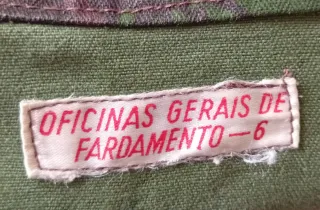 OFICINAS GERAIS DE
FARDAMENTO — 6